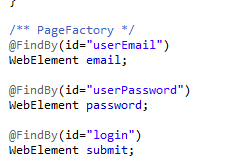 }
/** PageFactory */
@FindBy(id="userEmail")
WebElement email;
@FindBy(id="userPassword")
WebElement password;
@FindBy(id="login")
WebElement submit;